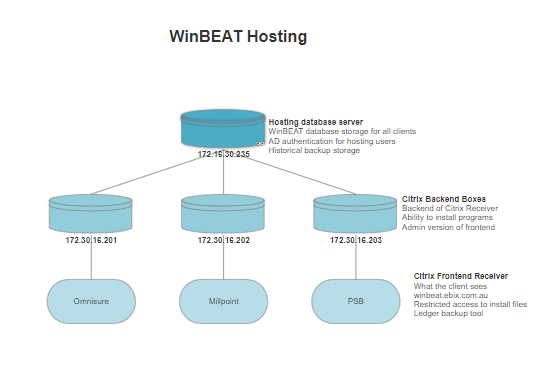 WinBEAT Hosting
Hosting database server
WinBEAT database storage for all clients
AD authentication for hosting users
Historical backup storage
172.16.30.235
Citrix Backend Boxes
Backend of Citrix Receiver
Ability to install programs
Admin version of frontend
172.30.16.201
172.30.16.202
172.30.16.203
Citrix Frontend Receiver
What the client sees
winbeat.ebix.com.au
Restricted access to install files
Ledger backup tool
Omnisure
Millpoint
PSB